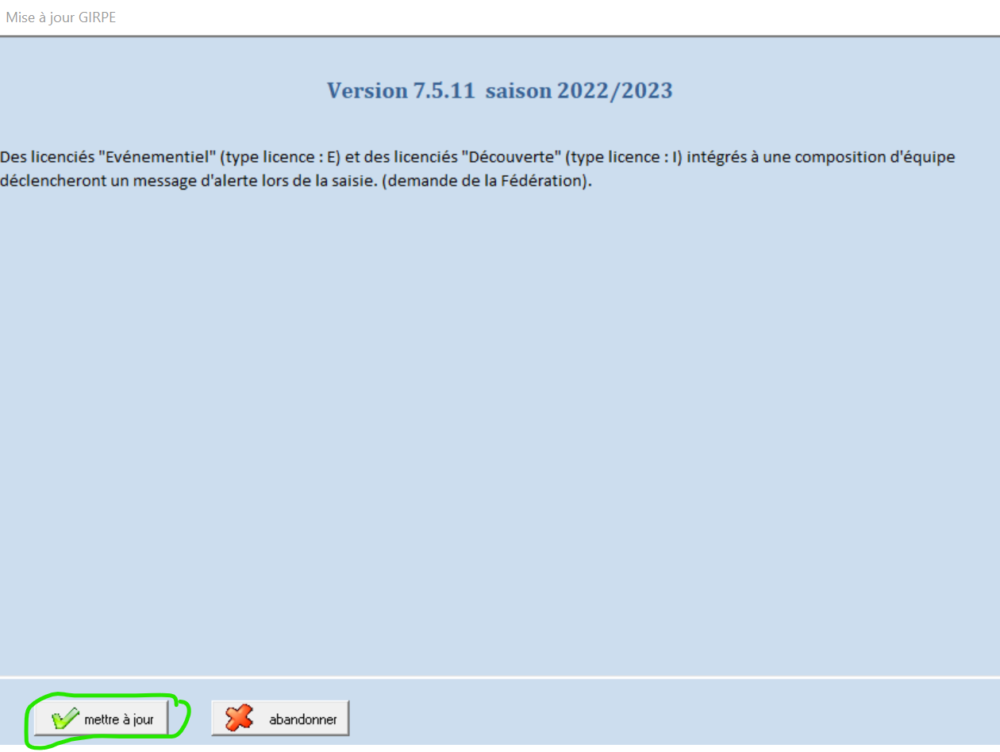 Mise à jour GIRPE
Version 7.5.11 saison 2022/2023
Des licenciés "Evénementiel" (type licence : E) et des licenciés "Découverte" (type licence : I) intégrés à une composition d'équipe
déclencheront un message d'alerte lors de la saisie. (demande de la Fédération).
mettre à jour
abandonner